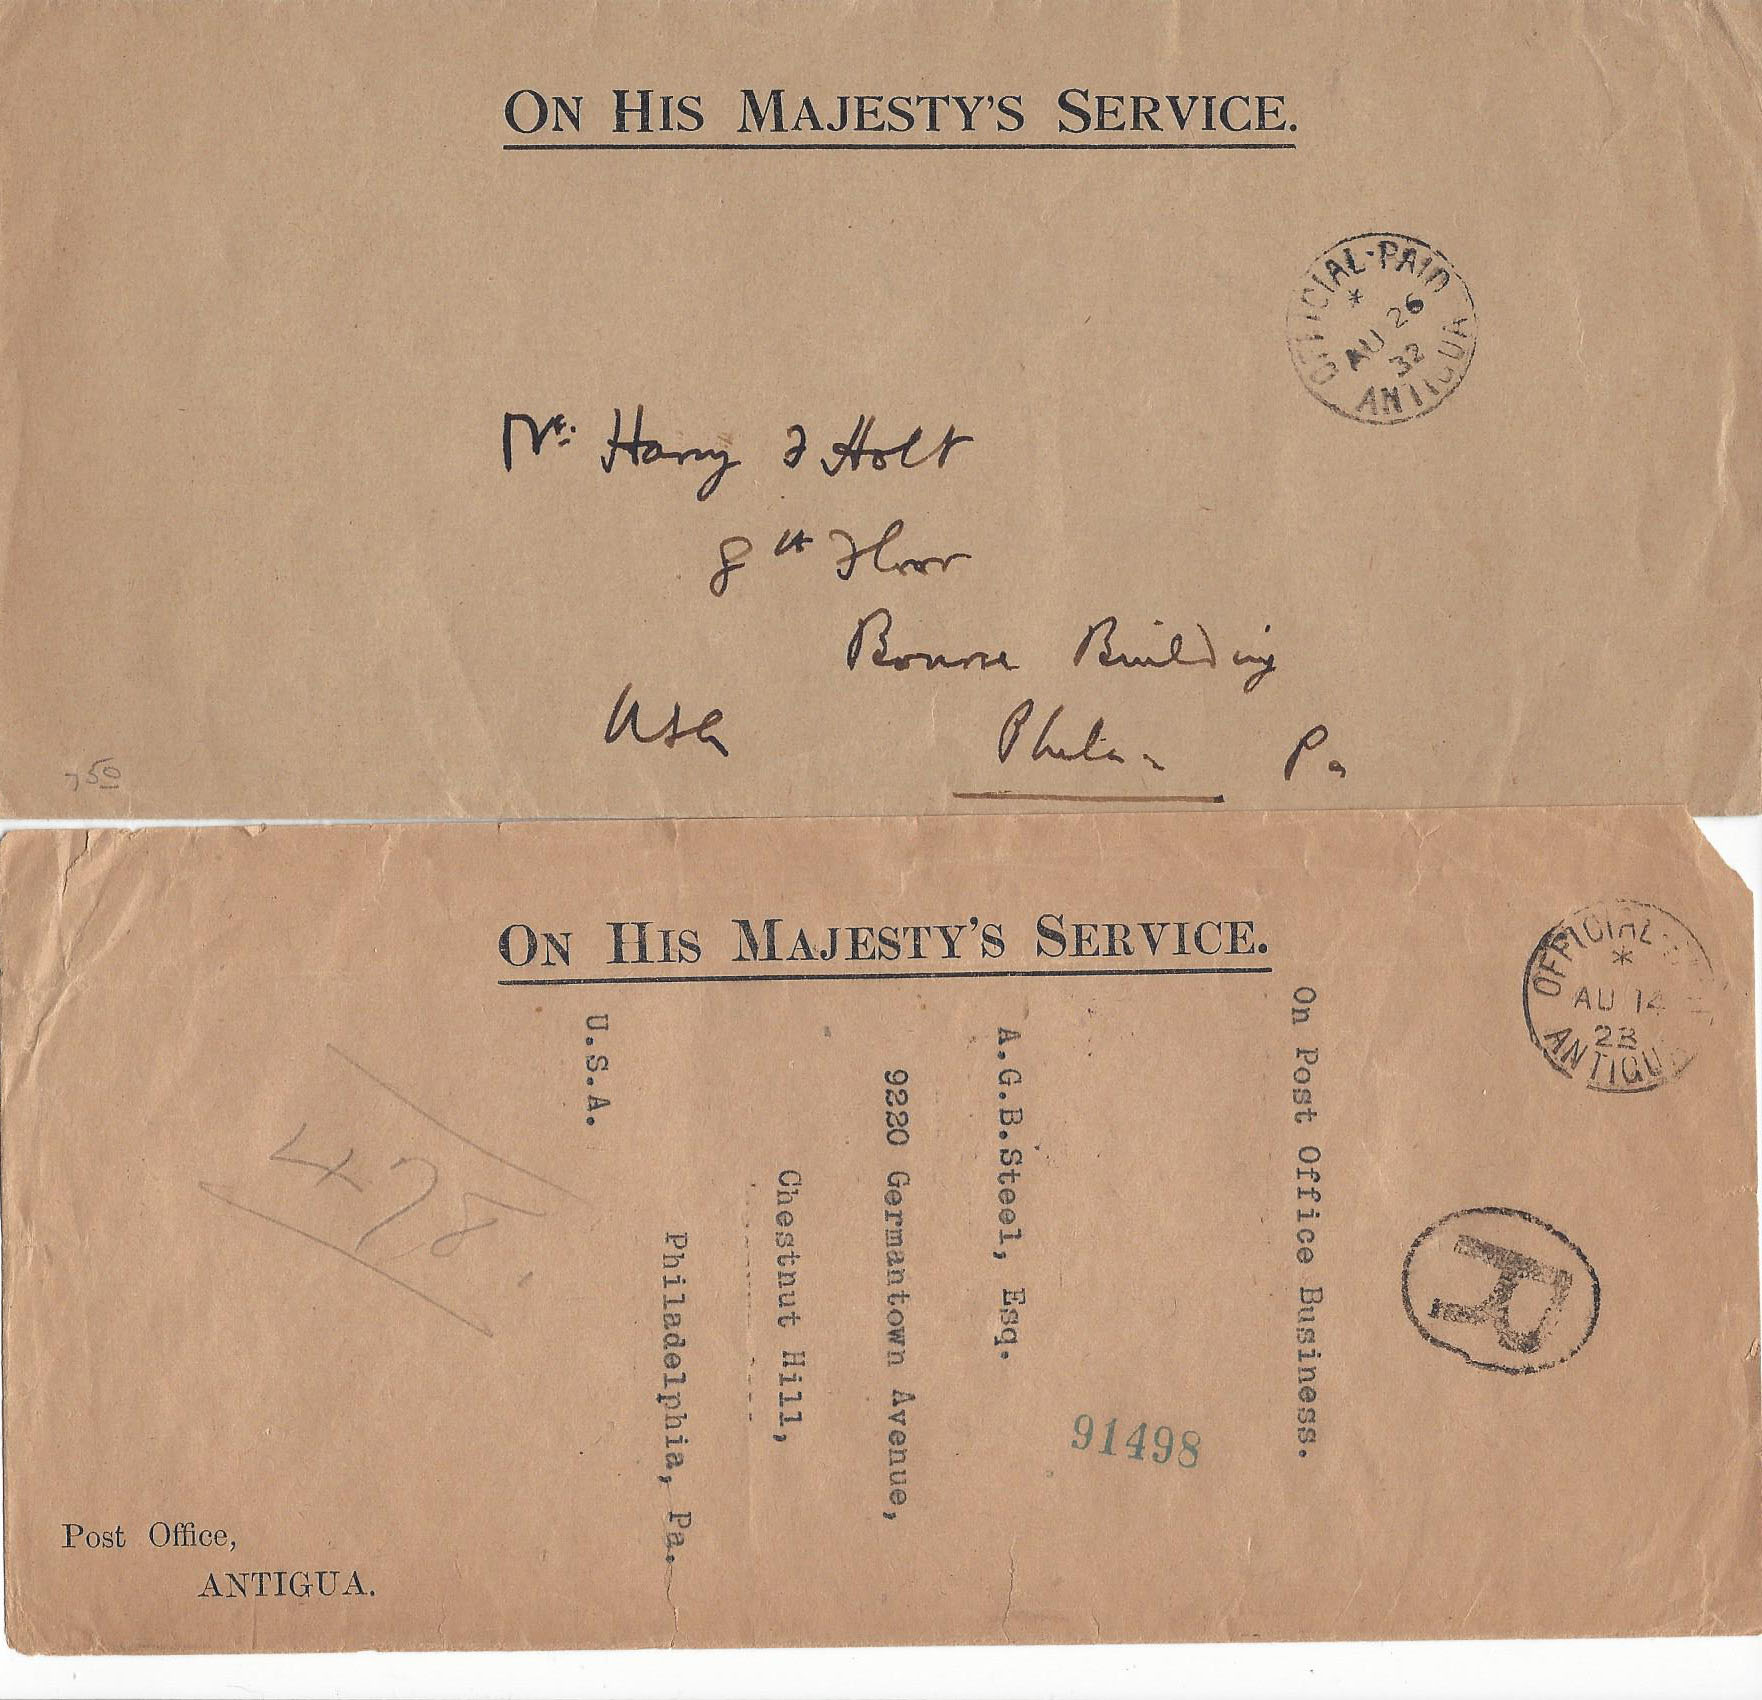 ON HIS MAJESTY'S SERVICE.
OFFICIAL·PAID
*
AU 26
32
ANTIGUA
Mr. Harry F Holt
8th Floor
Bourse Building
USA Phila. Pa
750
ON HIS MAJESTY'S SERVICE.
OFFICIAL
*
AU 14
23
ANTIGUA
On Post Office Business.
R
A.G.B.Steel, Esq.
9220 Germantown Avenue,
Chestnut Hill,
Philadelphia, Pa.
U.S.A.
91498
478
Post Office,
ANTIGUA.